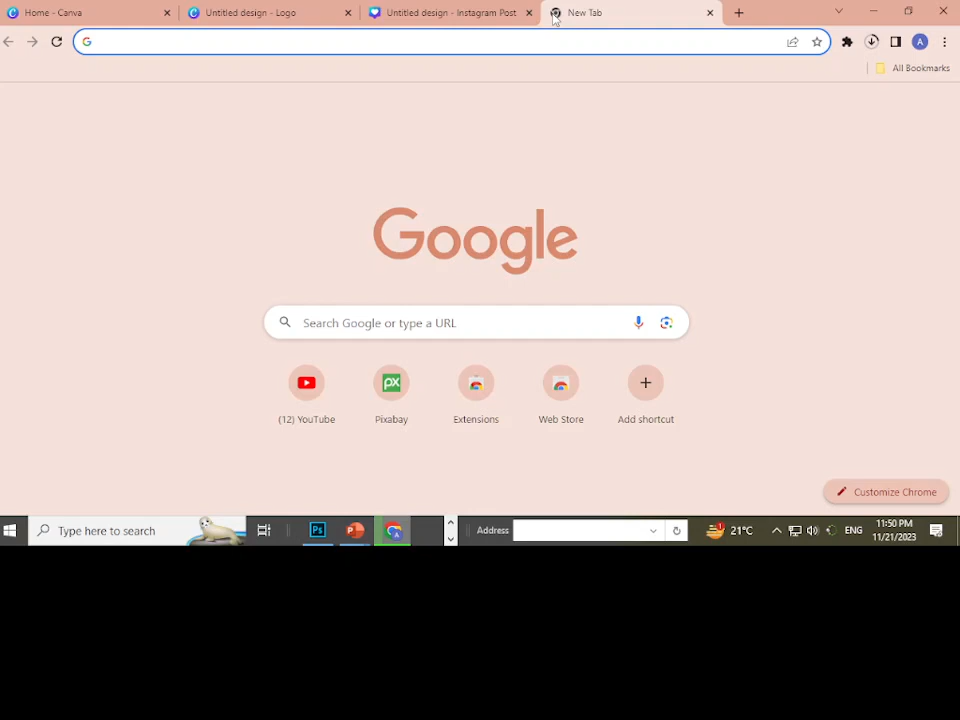 Home - Canva
Untitled design - Logo
Untitled design - Instagram Post
New Tab
A
All Bookmarks
Google
Search Google or type a URL
px
(12) YouTube
Pixabay
Extensions
Web Store
Add shortcut
Customize Chrome
Type here to search
Ps
Address
21°C
ENG
11:50 PM
11/21/2023